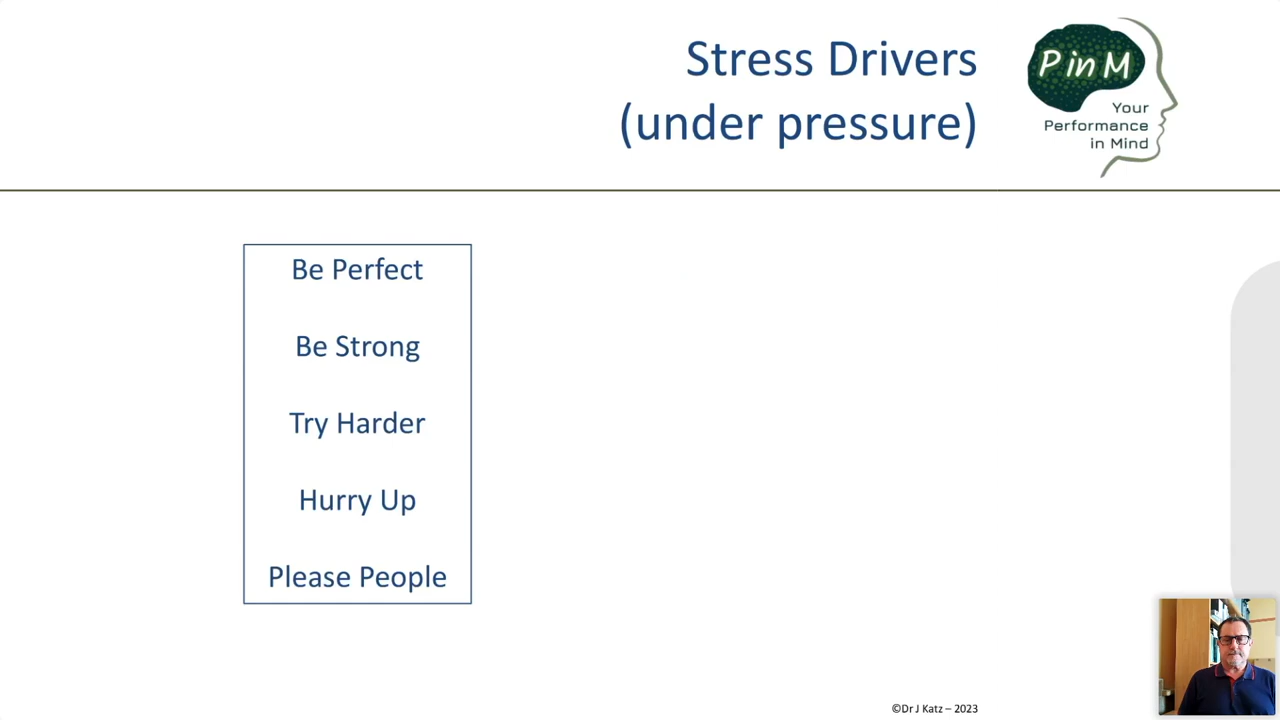 Stress Drivers
(under pressure)
P in M
Your
Performance
in Mind
Be Perfect
Be Strong
Try Harder
Hurry Up
Please People
©Dr J Katz – 2023